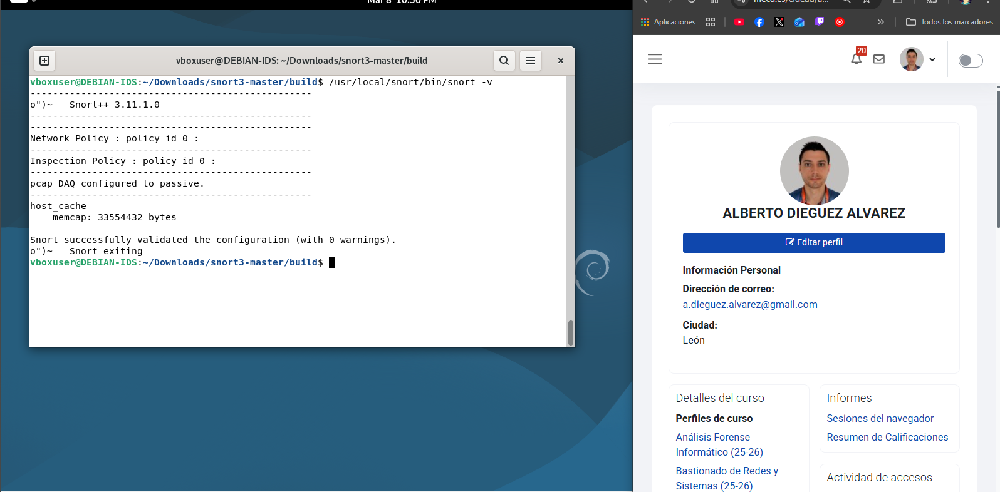 Mar 8 10:50 PM
vboxuser@DEBIAN-IDS: ~/Downloads/snort3-master/build
vboxuser@DEBIAN-IDS:~/Downloads/snort3-master/build$ /usr/local/snort/bin/snort -v
--------------------------------------------------
o")~   Snort++ 3.11.1.0
--------------------------------------------------
--------------------------------------------------
Network Policy : policy id 0 :
--------------------------------------------------
Inspection Policy : policy id 0 :
--------------------------------------------------
pcap DAQ configured to passive.
--------------------------------------------------
host_cache
    memcap: 33554432 bytes
Snort successfully validated the configuration (with 0 warnings).
o")~   Snort exiting
vboxuser@DEBIAN-IDS:~/Downloads/snort3-master/build$
Aplicaciones
Todos los marcadores
20
ALBERTO DIEGUEZ ALVAREZ
Editar perfil
Información Personal
Dirección de correo:
a.dieguez.alvarez@gmail.com
Ciudad:
León
Detalles del curso
Perfiles de curso
Análisis Forense
Informático (25-26)
Bastionado de Redes y
Sistemas (25-26)
Informes
Sesiones del navegador
Resumen de Calificaciones
Actividad de accesos